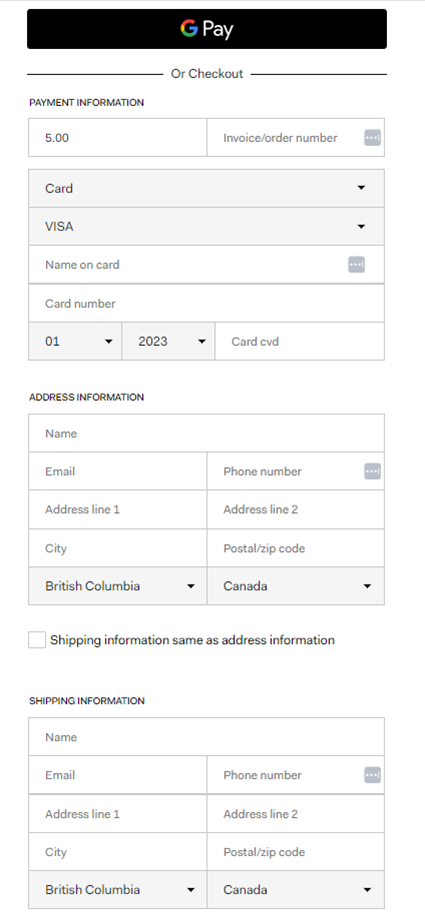 G Pay
Or Checkout
PAYMENT INFORMATION
5.00 Invoice/order number
Card
VISA
Name on card
Card number
01 2023 Card cvd
ADDRESS INFORMATION
Name
Email Phone number
Address line 1 Address line 2
City Postal/zip code
British Columbia Canada
Shipping information same as address information
SHIPPING INFORMATION
Name
Email Phone number
Address line 1 Address line 2
City Postal/zip code
British Columbia Canada